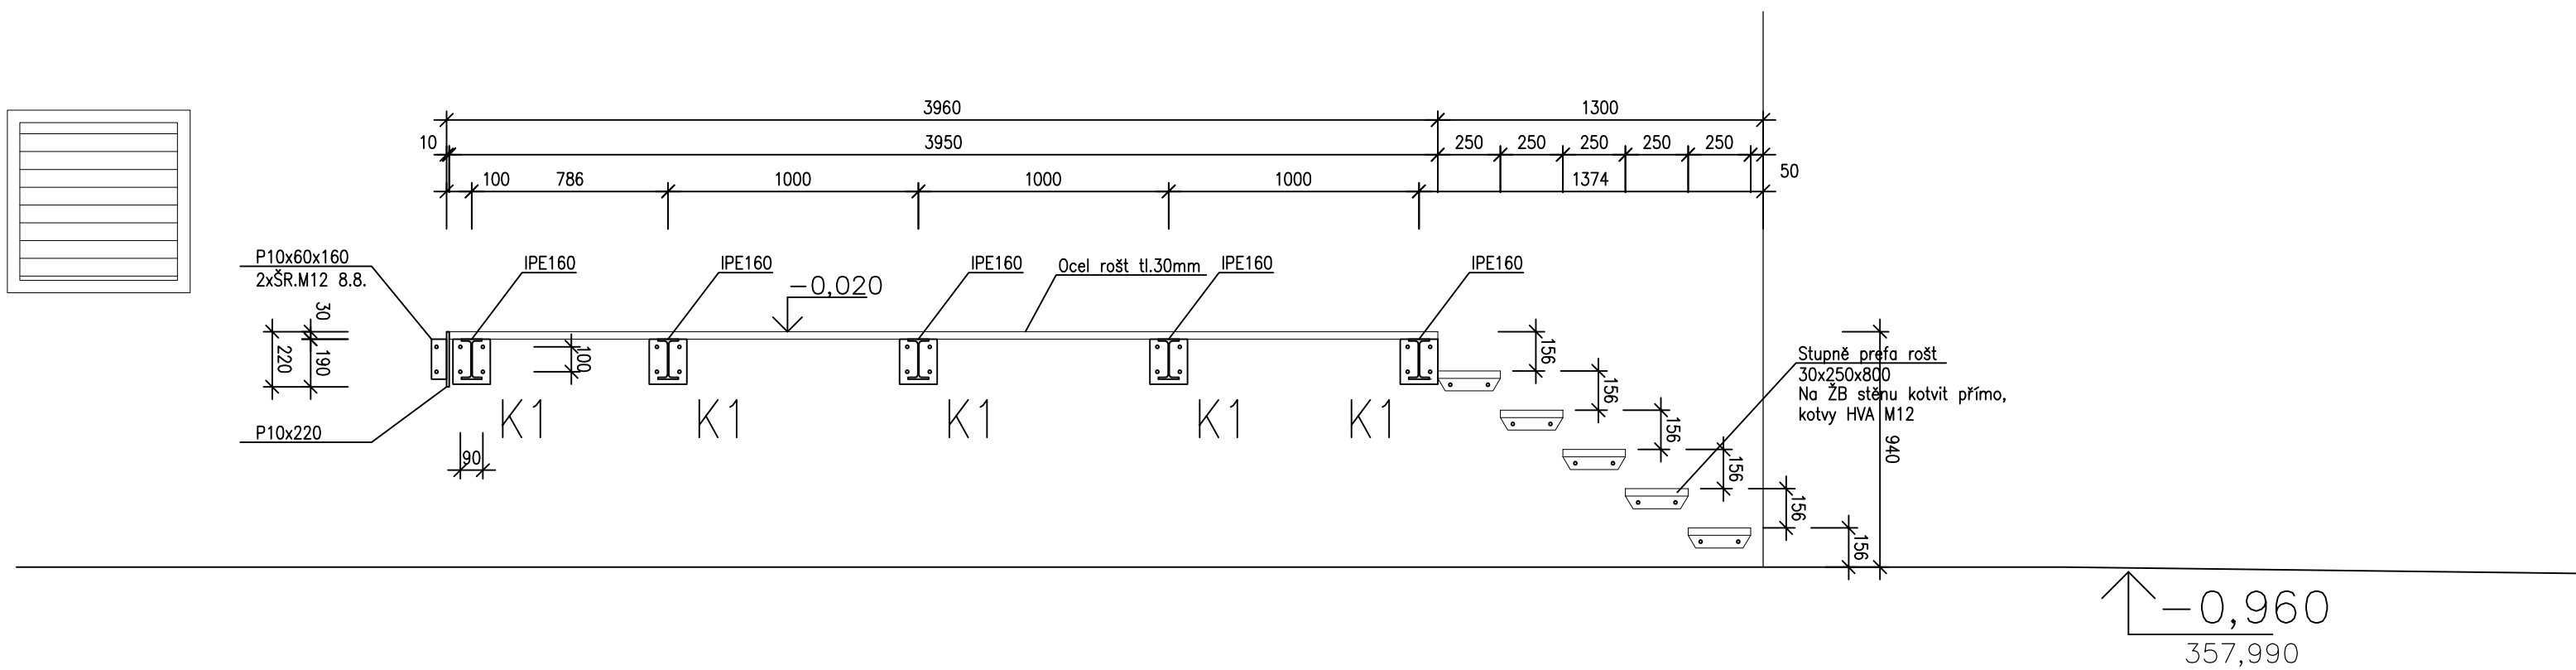 3960
1300
10
3950
250
250
250
250
250
100
786
1000
1000
1000
1374
50
P10x60x160
2xŠR.M12 8.8.
IPE160
IPE160
-0,020
IPE160
Ocel rošt tl.30mm
IPE160
IPE160
30
220
190
100
K1
K1
K1
K1
K1
P10x220
90
156
156
156
156
156
156
Stupně prefa rošt
30x250x800
Na ŽB stěnu kotvit přímo,
kotvy HVA M12
940
-0,960
357,990